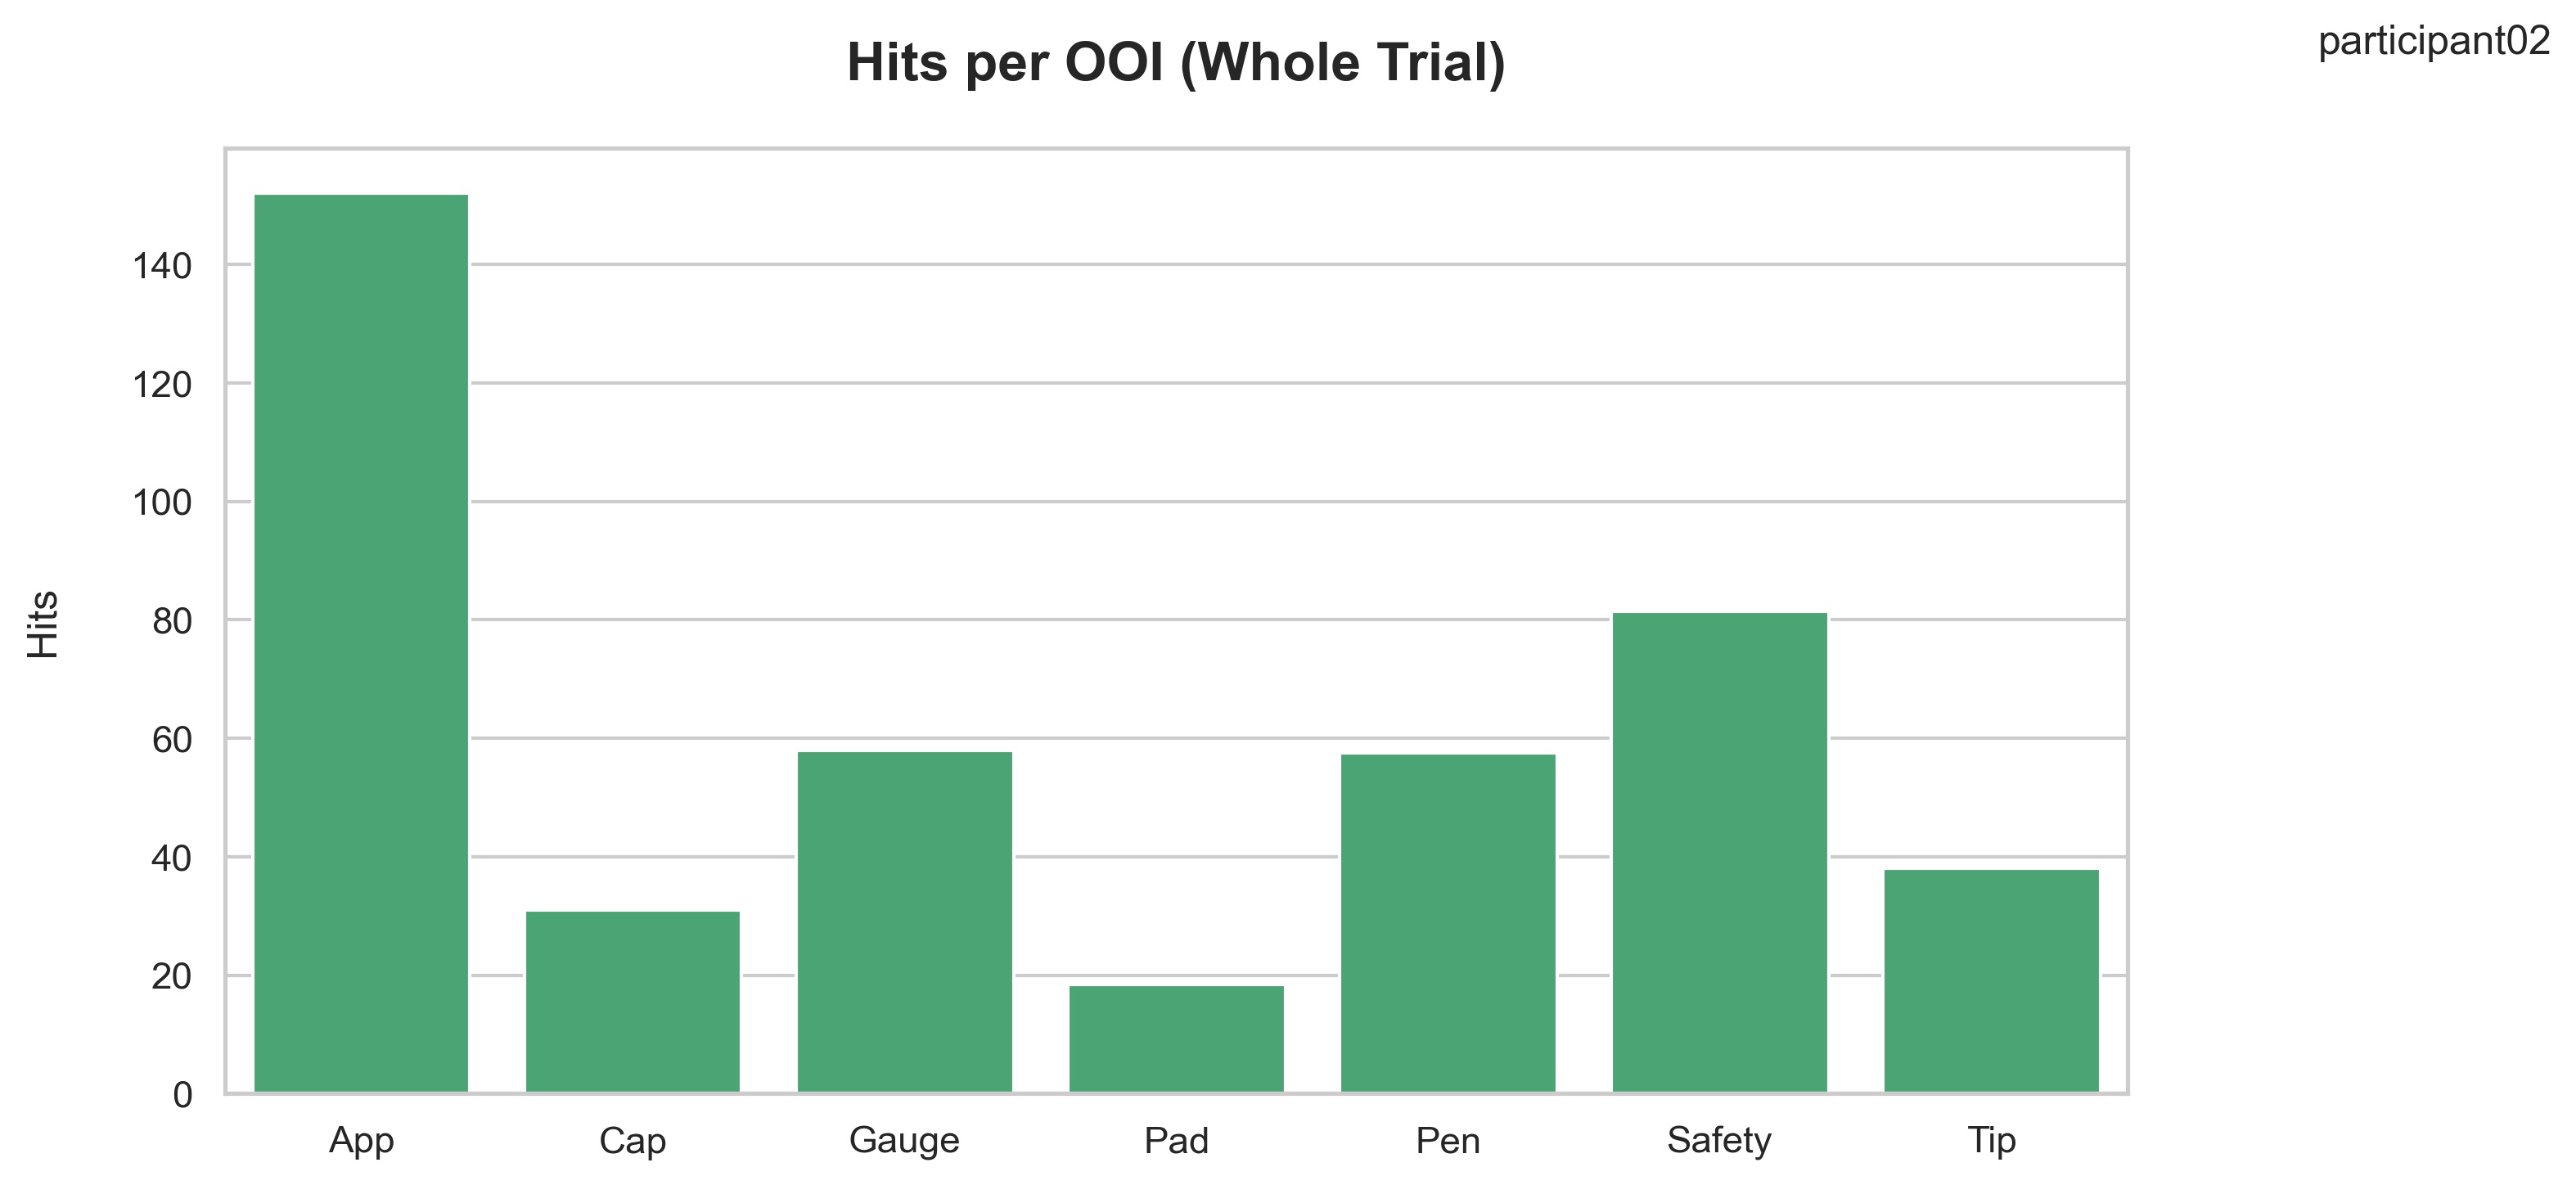 participant02
Hits per OOI (Whole Trial)
140
120
100
80
60
40
20
0
Hits
App
Cap
Gauge
Pad
Pen
Safety
Tip